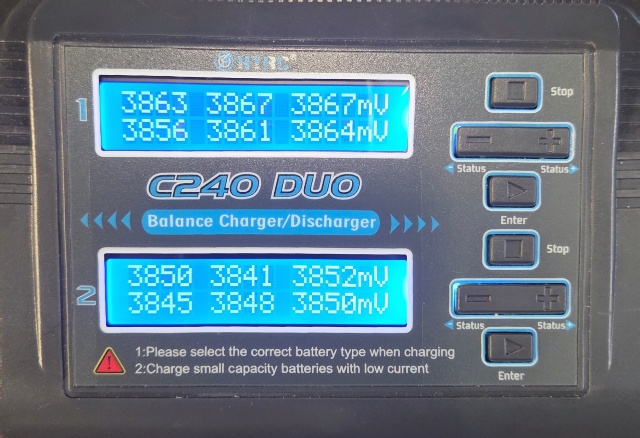 HTRC
1
3863 3867 3867mV
3856 3861 3864mV
Stop
Status Status
Enter
C240 DUO
Balance Charger/Discharger
2
3850 3841 3852mV
3845 3848 3850mV
Stop
Status Status
Enter
1:Please select the correct battery type when charging
2:Charge small capacity batteries with low current